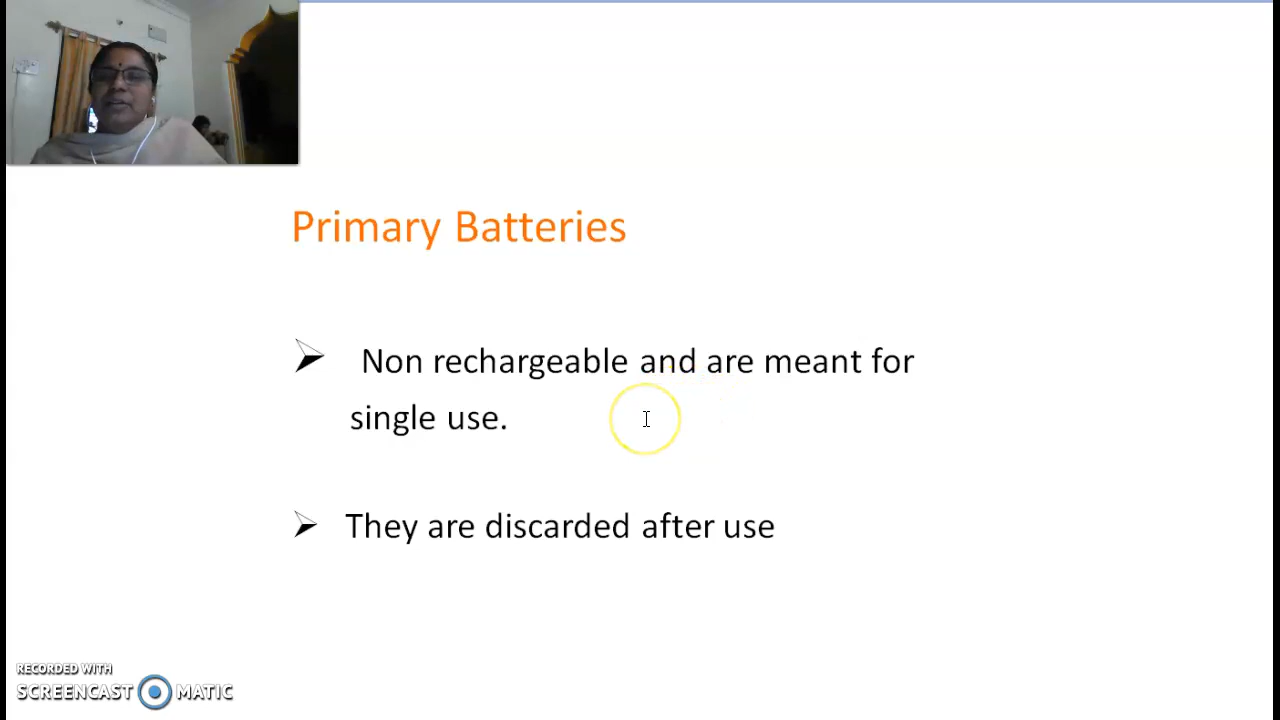 Primary Batteries
Non rechargeable and are meant for
single use.
They are discarded after use
RECORDED WITH
SCREENCAST MATIC